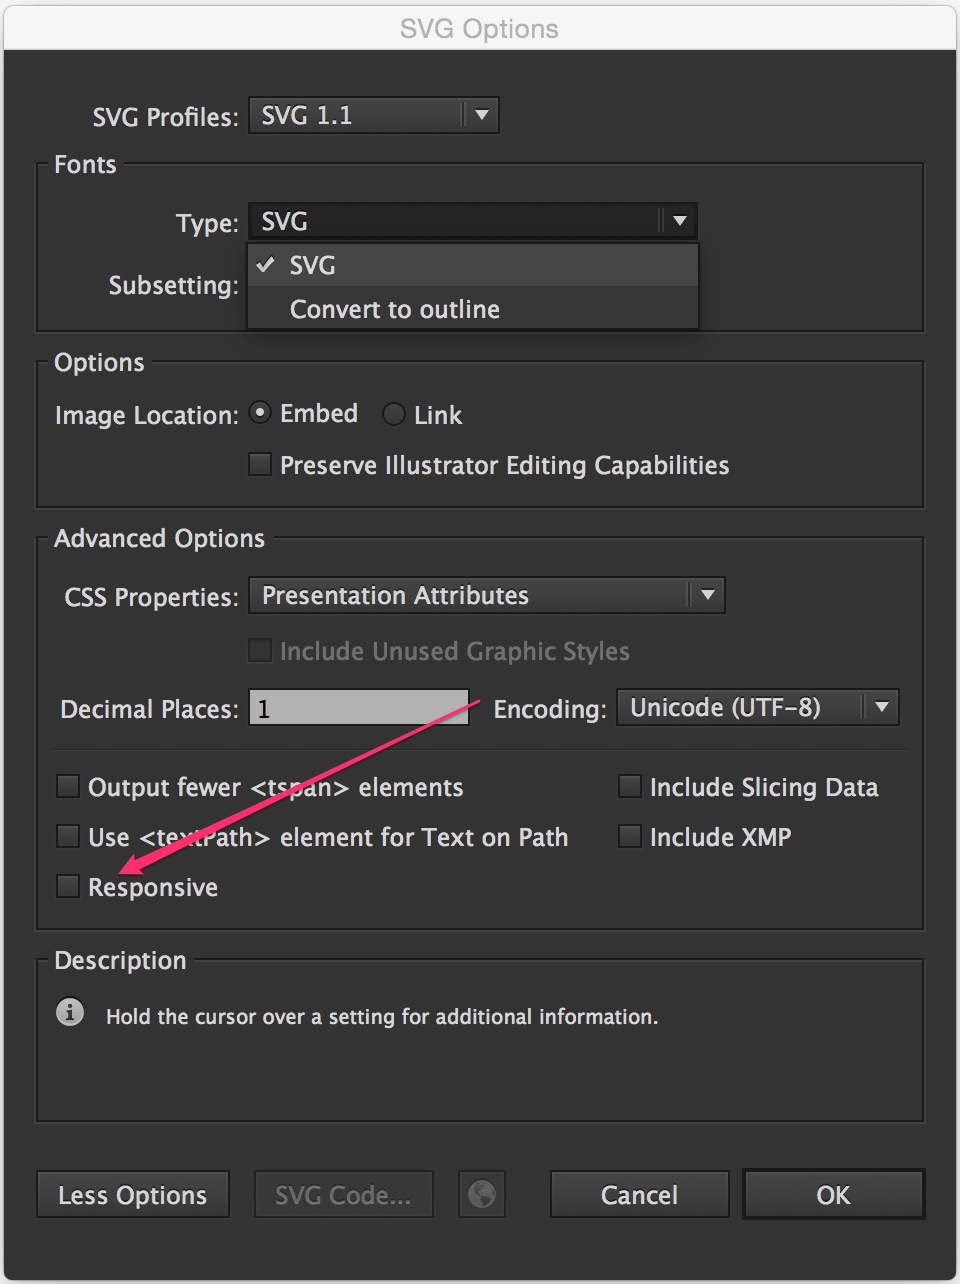 SVG Options
SVG Profiles: SVG 1.1
Fonts
Type: SVG
SVG
Subsetting:
Convert to outline
Options
Image Location: Embed Link
Preserve Illustrator Editing Capabilities
Advanced Options
CSS Properties: Presentation Attributes
Include Unused Graphic Styles
Decimal Places: 1 Encoding: Unicode (UTF-8)
Output fewer <tspan> elements Include Slicing Data
Use <textPath> element for Text on Path Include XMP
Responsive
Description
Hold the cursor over a setting for additional information.
Less Options SVG Code... Cancel OK